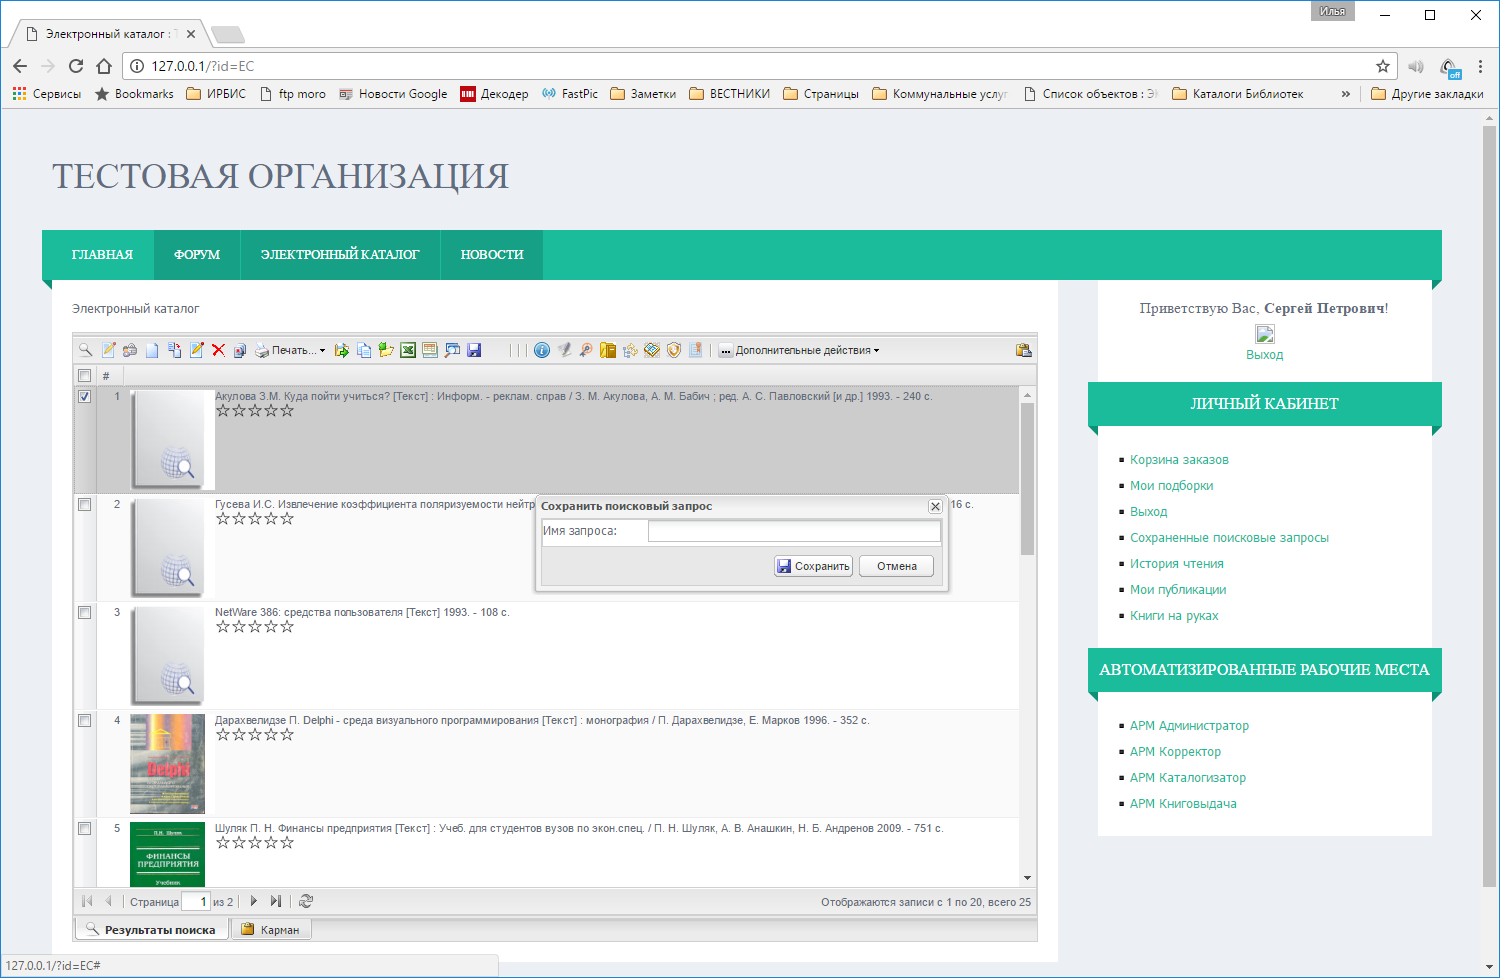 Илья
Электронный каталог : Т
127.0.0.1/?id=EC
Сервисы Bookmarks ИРБИС ftp moro Новости Google Декодер FastPic Заметки ВЕСТНИКИ Страницы Коммунальные услуг Список объектов : Эк Каталоги Библиотек » Другие закладки
off
ТЕСТОВАЯ ОРГАНИЗАЦИЯ
ГЛАВНАЯ ФОРУМ ЭЛЕКТРОННЫЙ КАТАЛОГ НОВОСТИ
Электронный каталог
Печать... ... Дополнительные действия
#
1 Акулова З.М. Куда пойти учиться? [Текст] : Информ. - реклам. справ / З. М. Акулова, А. М. Бабич ; ред. А. С. Павловский [и др.] 1993. - 240 с.
2 Гусева И.С. Извлечение коэффициента поляризуемости нейтр 16 с.
Сохранить поисковый запрос
Имя запроса:
Сохранить Отмена
3 NetWare 386: средства пользователя [Текст] 1993. - 108 с.
4 Дарахвелидзе П. Delphi - среда визуального программирования [Текст] : монография / П. Дарахвелидзе, Е. Марков 1996. - 352 с.
Delphi
5 Шуляк П. Н. Финансы предприятия [Текст] : Учеб. для студентов вузов по экон.спец. / П. Н. Шуляк, А. В. Анашкин, Н. Б. Андренов 2009. - 751 с.
П.Н. Шуляк
ФИНАНСЫ
ПРЕДПРИЯТИЯ
Учебник
Страница 1 из 2 Отображаются записи с 1 по 20, всего 25
Результаты поиска Карман
Приветствую Вас, Сергей Петрович!
Выход
ЛИЧНЫЙ КАБИНЕТ
Корзина заказов
Мои подборки
Выход
Сохраненные поисковые запросы
История чтения
Мои публикации
Книги на руках
АВТОМАТИЗИРОВАННЫЕ РАБОЧИЕ МЕСТА
АРМ Администратор
АРМ Корректор
АРМ Каталогизатор
АРМ Книговыдача
127.0.0.1/?id=EC#